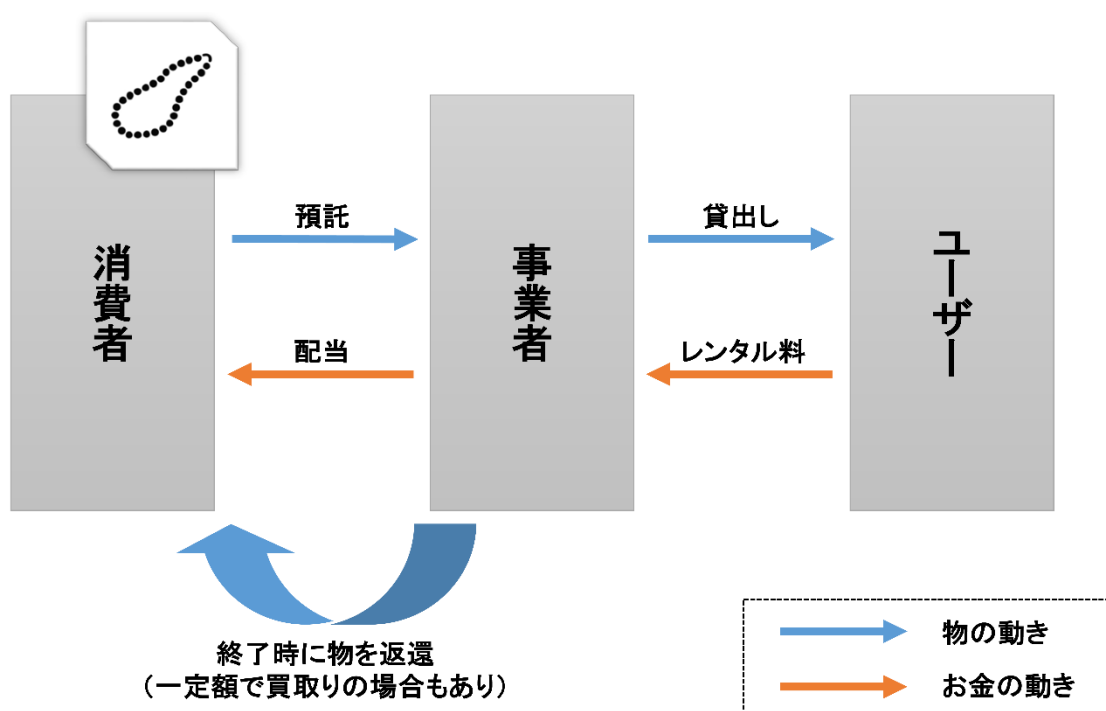 消費者
預託
配当
事業者
貸出し
レンタル料
ユーザー
終了時に物を返還
（一定額で買取りの場合もあり）
物の動き
お金の動き